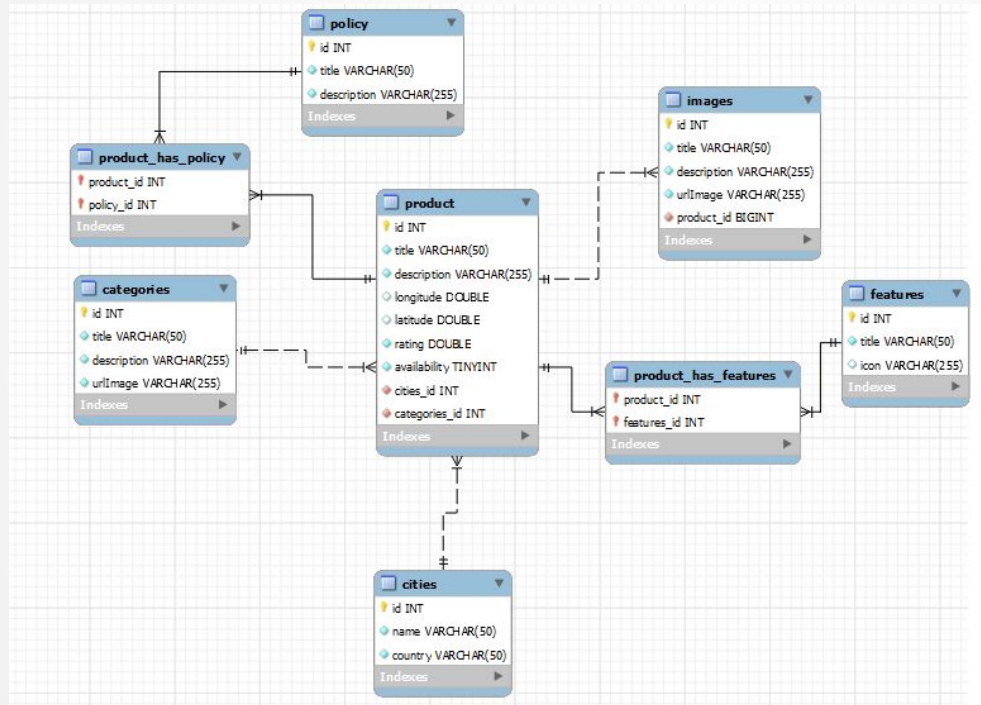 policy
id INT
title VARCHAR(50)
description VARCHAR(255)
Indexes
images
id INT
title VARCHAR(50)
description VARCHAR(255)
urlImage VARCHAR(255)
product_id BIGINT
Indexes
product_has_policy
product_id INT
policy_id INT
Indexes
product
id INT
title VARCHAR(50)
description VARCHAR(255)
longitude DOUBLE
latitude DOUBLE
rating DOUBLE
availability TINYINT
cities_id INT
categories_id INT
Indexes
categories
id INT
title VARCHAR(50)
description VARCHAR(255)
urlImage VARCHAR(255)
Indexes
features
id INT
title VARCHAR(50)
icon VARCHAR(255)
Indexes
product_has_features
product_id INT
features_id INT
Indexes
cities
id INT
name VARCHAR(50)
country VARCHAR(50)
Indexes